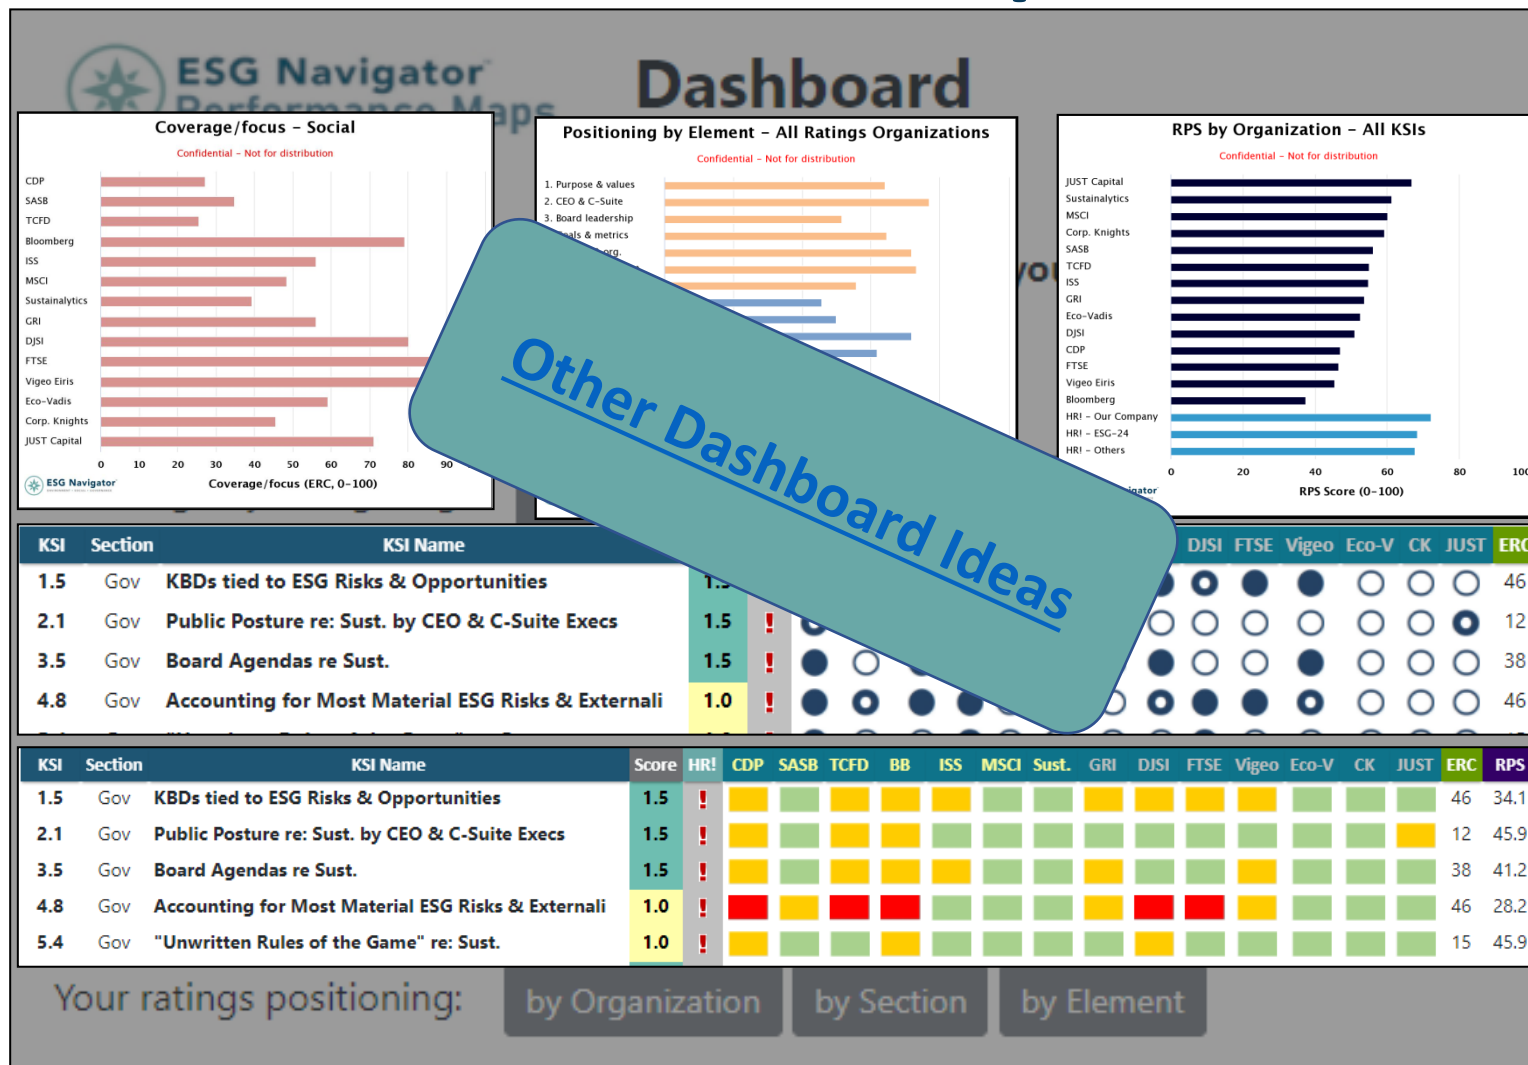 ESG Navigator
Performance Maps
Dashboard
Coverage/focus – Social
Confidential – Not for distribution
CDP
SASB
TCFD
Bloomberg
ISS
MSCI
Sustainalytics
GRI
DJSI
FTSE
Vigeo Eiris
Eco-Vadis
Corp. Knights
JUST Capital
0 10 20 30 40 50 60 70 80 90
ESG Navigator
Coverage/focus (ERC, 0–100)
Positioning by Element – All Ratings Organizations
Confidential – Not for distribution
1. Purpose & values
2. CEO & C-Suite
3. Board leadership
& metrics
org.
RPS by Organization – All KSIs
Confidential – Not for distribution
JUST Capital
Sustainalytics
MSCI
Corp. Knights
SASB
TCFD
ISS
GRI
Eco-Vadis
DJSI
CDP
FTSE
Vigeo Eiris
Bloomberg
HR! – Our Company
HR! – ESG-24
HR! – Others
0 20 40 60 80 100
RPS Score (0–100)
Other Dashboard Ideas
KSI Section KSI Name DJSI FTSE Vigeo Eco-V CK JUST ERC
1.5 Gov KBDs tied to ESG Risks & Opportunities 1.5 46
2.1 Gov Public Posture re: Sust. by CEO & C-Suite Execs 1.5 ! 12
3.5 Gov Board Agendas re Sust. 1.5 ! 38
4.8 Gov Accounting for Most Material ESG Risks & Externali 1.0 ! 46
KSI Section KSI Name Score HR! CDP SASB TCFD BB ISS MSCI Sust. GRI DJSI FTSE Vigeo Eco-V CK JUST ERC RPS
1.5 Gov KBDs tied to ESG Risks & Opportunities 1.5 ! 46 34.1
2.1 Gov Public Posture re: Sust. by CEO & C-Suite Execs 1.5 ! 12 45.9
3.5 Gov Board Agendas re Sust. 1.5 ! 38 41.2
4.8 Gov Accounting for Most Material ESG Risks & Externali 1.0 ! 46 28.2
5.4 Gov "Unwritten Rules of the Game" re: Sust. 1.0 ! 15 45.9
Your ratings positioning: by Organization by Section by Element